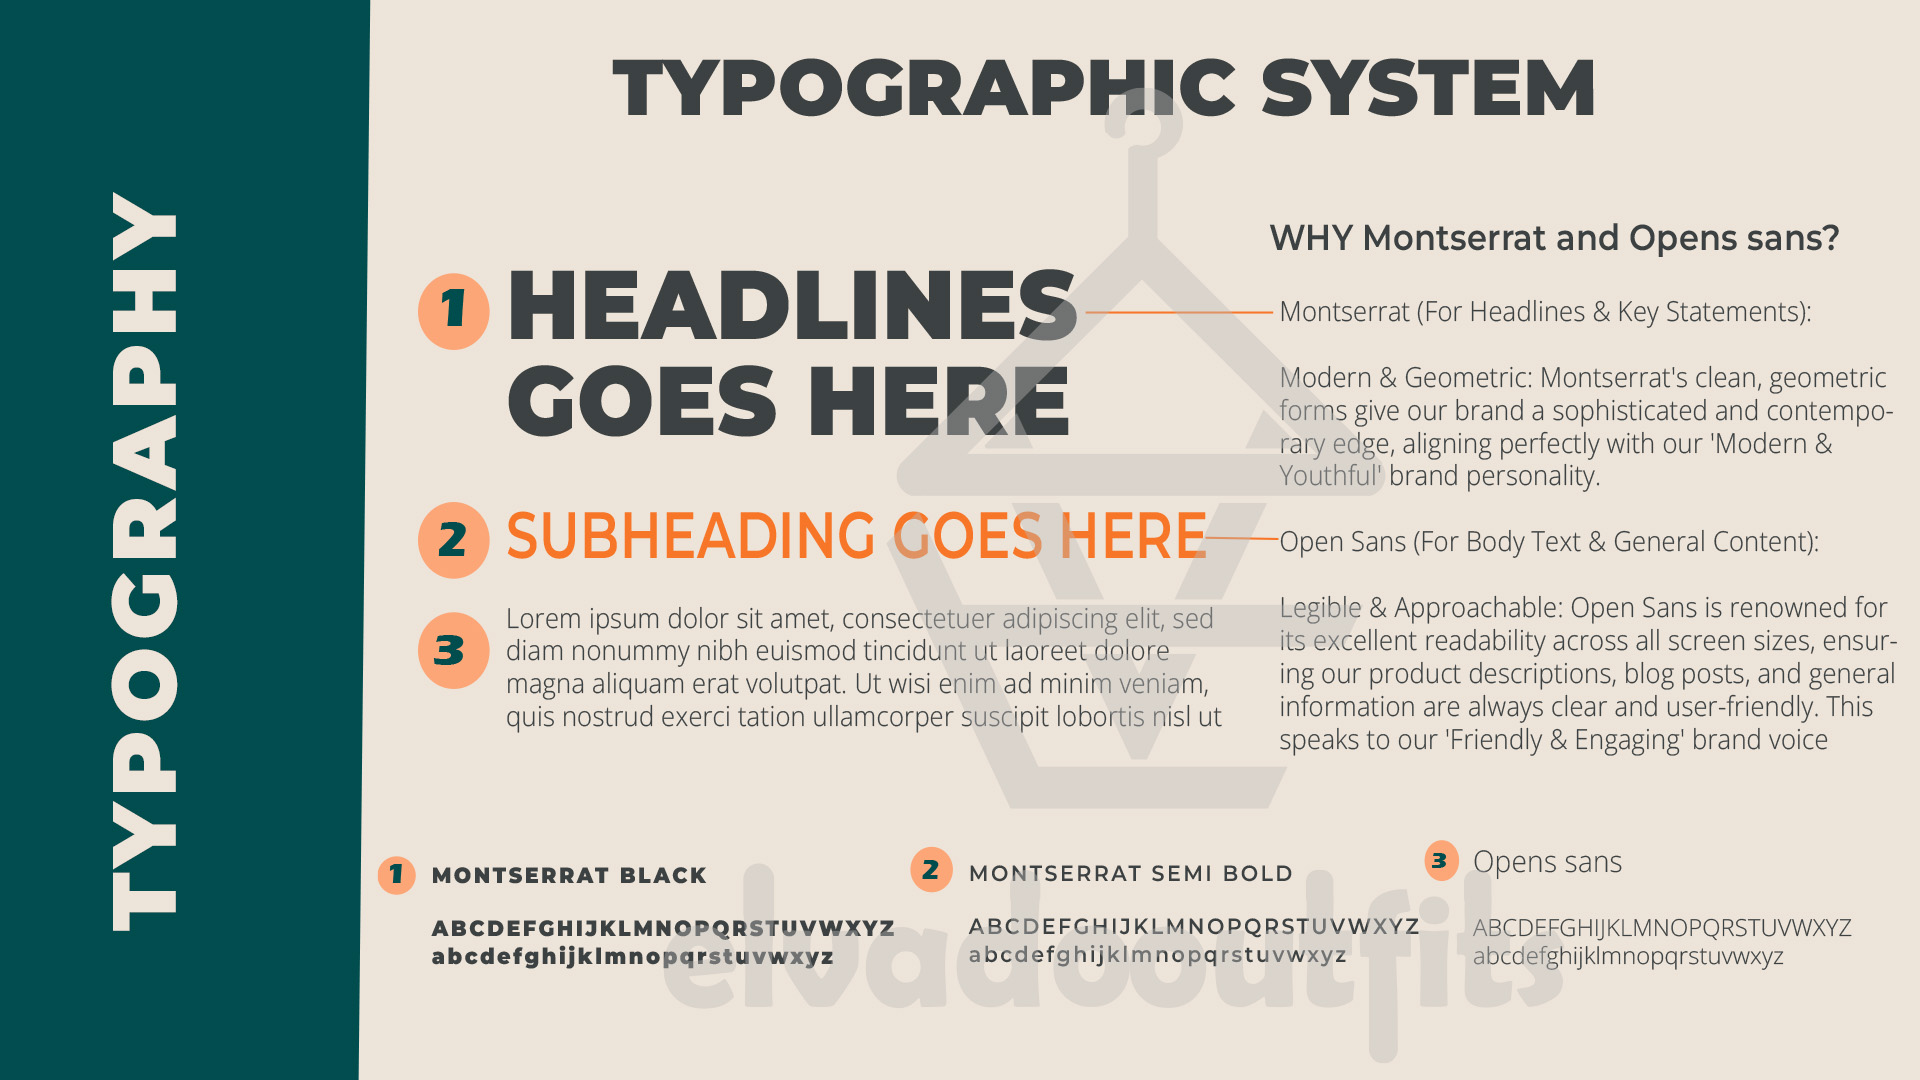 TYPOGRAPHY
TYPOGRAPHIC SYSTEM
1
HEADLINES
GOES HERE
2
SUBHEADING GOES HERE
3
Lorem ipsum dolor sit amet, consectetuer adipiscing elit, sed
diam nonummy nibh euismod tincidunt ut laoreet dolore
magna aliquam erat volutpat. Ut wisi enim ad minim veniam,
quis nostrud exerci tation ullamcorper suscipit lobortis nisl ut
WHY Montserrat and Opens sans?
Montserrat (For Headlines & Key Statements):
Modern & Geometric: Montserrat's clean, geometric
forms give our brand a sophisticated and contempo-
rary edge, aligning perfectly with our 'Modern &
Youthful' brand personality.
Open Sans (For Body Text & General Content):
Legible & Approachable: Open Sans is renowned for
its excellent readability across all screen sizes, ensur-
ing our product descriptions, blog posts, and general
information are always clear and user-friendly. This
speaks to our 'Friendly & Engaging' brand voice
1
MONTSERRAT BLACK
ABCDEFGHIJKLMNOPQRSTUVWXYZ
abcdefghijklmnopqrstuvwxyz
2
MONTSERRAT SEMI BOLD
ABCDEFGHIJKLMNOPQRSTUVWXYZ
abcdefghijklmnopqrstuvwxyz
3
Opens sans
ABCDEFGHIJKLMNOPQRSTUVWXYZ
abcdefghijklmnopqrstuvwxyz
elvadooutfits